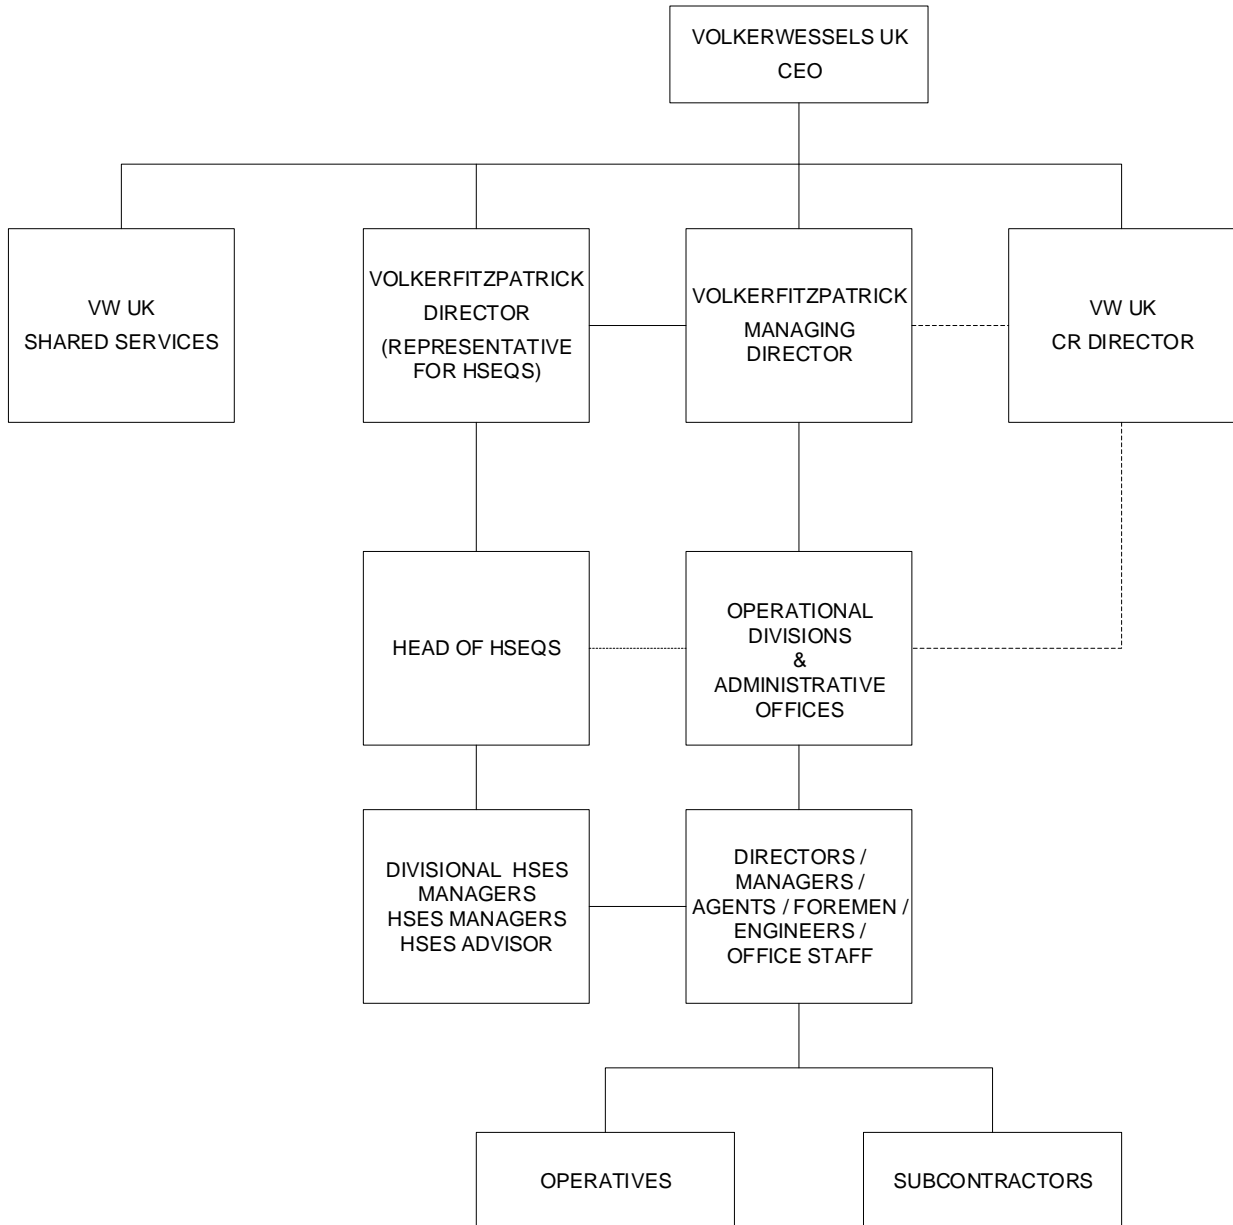 VOLKERWESSELS UK
CEO
VW UK
SHARED SERVICES
VOLKERFITZPATRICK
DIRECTOR
(REPRESENTATIVE
FOR HSEQS)
VOLKERFITZPATRICK
MANAGING
DIRECTOR
VW UK
CR DIRECTOR
HEAD OF HSEQS
OPERATIONAL
DIVISIONS
&
ADMINISTRATIVE
OFFICES
DIVISIONAL HSES
MANAGERS
HSES MANAGERS
HSES ADVISOR
DIRECTORS /
MANAGERS /
AGENTS / FOREMEN /
ENGINEERS /
OFFICE STAFF
OPERATIVES
SUBCONTRACTORS